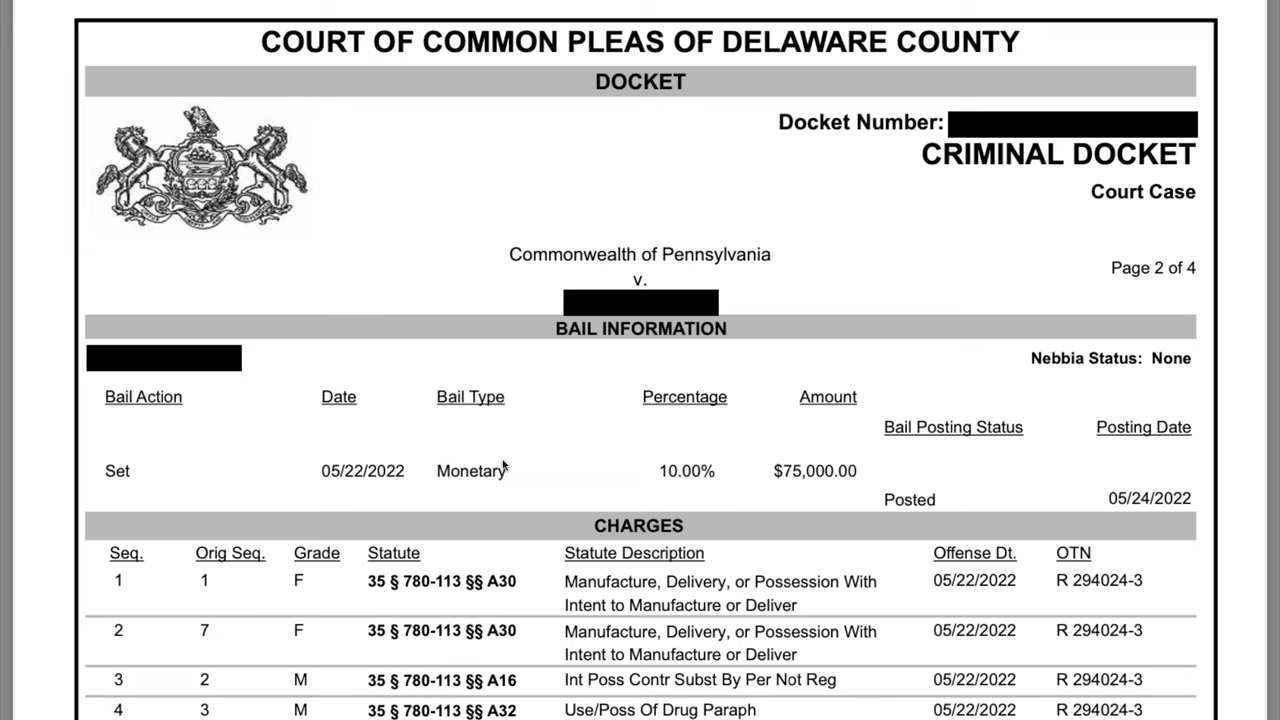 COURT OF COMMON PLEAS OF DELAWARE COUNTY
DOCKET
Docket Number:
CRIMINAL DOCKET
Court Case
Commonwealth of Pennsylvania
v.
Page 2 of 4
BAIL INFORMATION
Nebbia Status: None
Bail Action Date Bail Type Percentage Amount
Bail Posting Status Posting Date
Set 05/22/2022 Monetary 10.00% $75,000.00
Posted 05/24/2022
CHARGES
Seq. Orig Seq. Grade Statute Statute Description Offense Dt. OTN
1 1 F 35 § 780-113 §§ A30 Manufacture, Delivery, or Possession With 05/22/2022 R 294024-3
Intent to Manufacture or Deliver
2 7 F 35 § 780-113 §§ A30 Manufacture, Delivery, or Possession With 05/22/2022 R 294024-3
Intent to Manufacture or Deliver
3 2 M 35 § 780-113 §§ A16 Int Poss Contr Subst By Per Not Reg 05/22/2022 R 294024-3
4 3 M 35 § 780-113 §§ A32 Use/Poss Of Drug Paraph 05/22/2022 R 294024-3